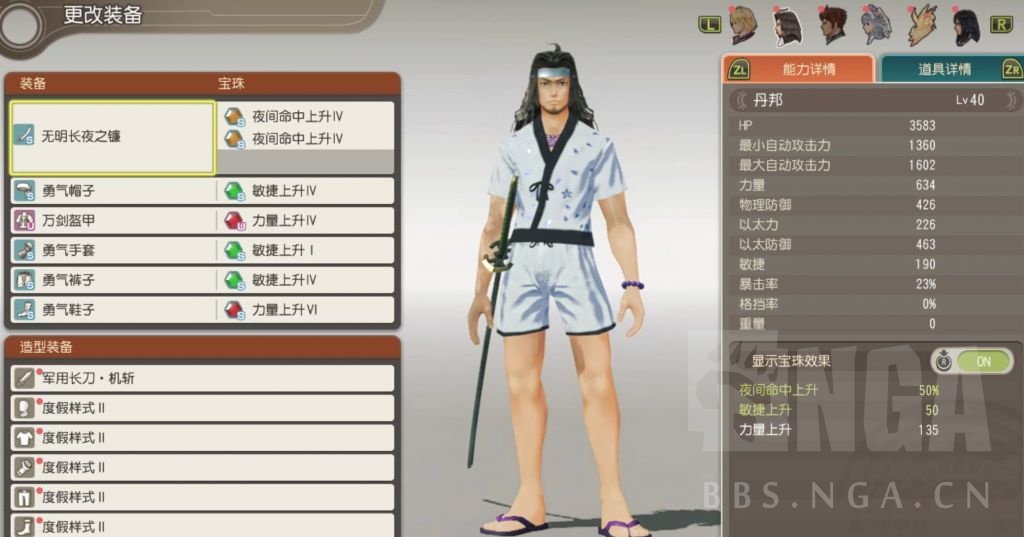 更改装备
L
R
装备 宝珠
无明长夜之镰
夜间命中上升Ⅳ
夜间命中上升Ⅳ
勇气帽子 敏捷上升Ⅳ
万剑盔甲 力量上升Ⅳ
勇气手套 敏捷上升Ⅰ
勇气裤子 敏捷上升Ⅳ
勇气鞋子 力量上升Ⅵ
造型装备
军用长刀・机斩
度假样式Ⅱ
度假样式Ⅱ
度假样式Ⅱ
度假样式Ⅱ
度假样式Ⅱ
ZL 能力详情 道具详情 ZR
丹邦 Lv 40
HP 3583
最小自动攻击力 1360
最大自动攻击力 1602
力量 634
物理防御 426
以太力 226
以太防御 463
敏捷 190
暴击率 23%
格挡率 0%
重量 0
显示宝珠效果 R ON
夜间命中上升 50%
敏捷上升 50
力量上升 135
NGA
BBS.NGA.CN